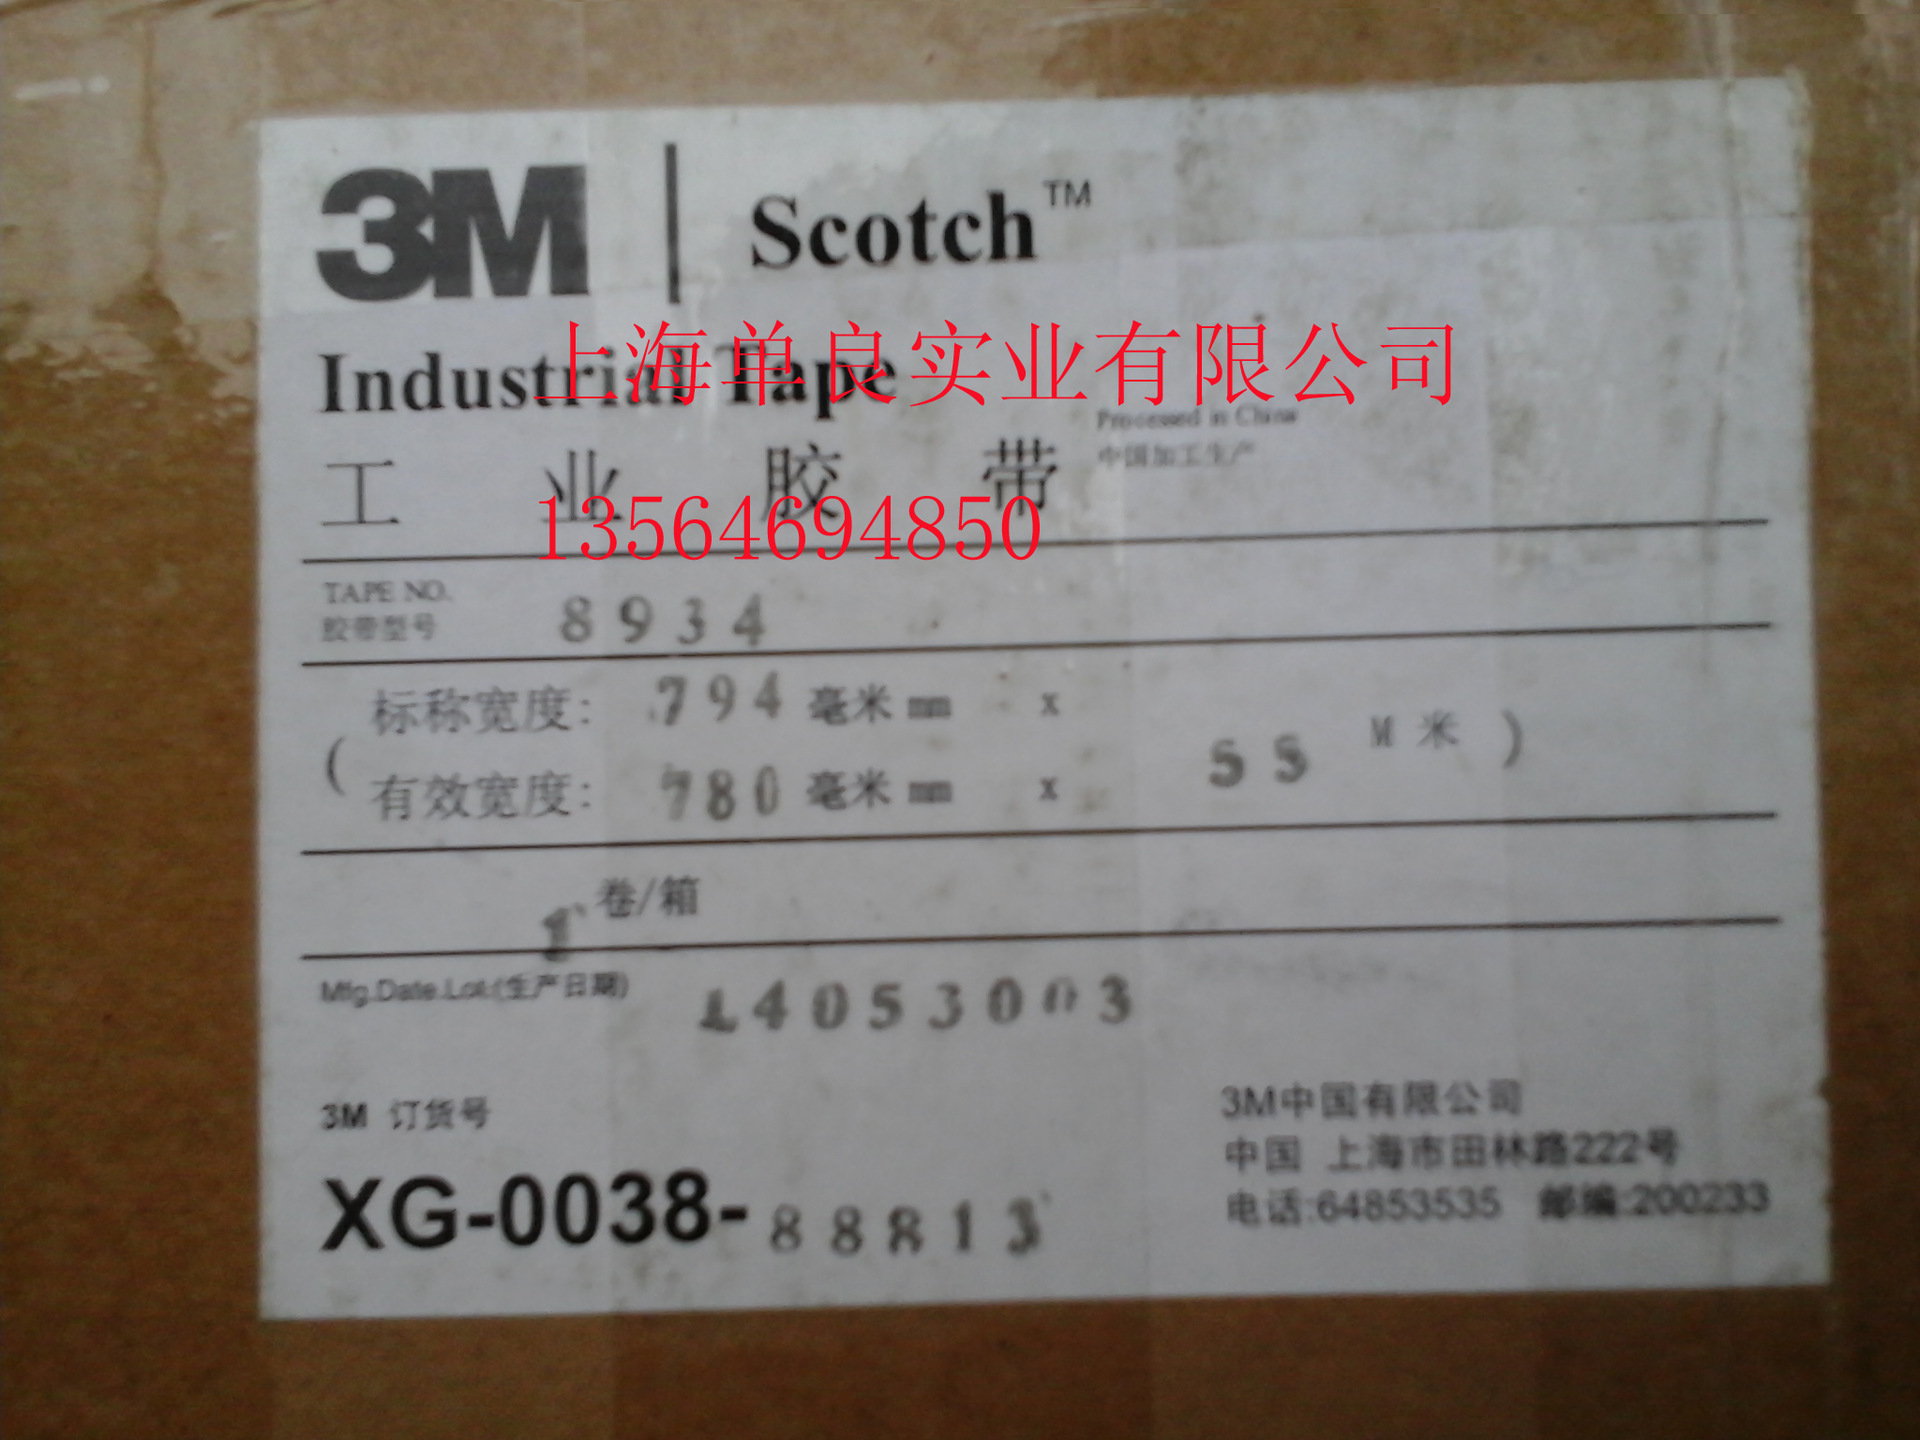 3M | Scotch™
上海单良实业有限公司
Industrial Tape
Processed in China
工业胶带
中国加工生产
13564694850
TAPE NO.
胶带型号 8934
标称宽度: 794 毫米 mm x
( 55 M 米 )
有效宽度: 780 毫米 mm x
1 卷/箱
Mfg.Date.Lot:(生产日期) 14053003
3M 订货号
XG-0038-88813
3M中国有限公司
中国 上海市田林路222号
电话:64853535 邮编:200233